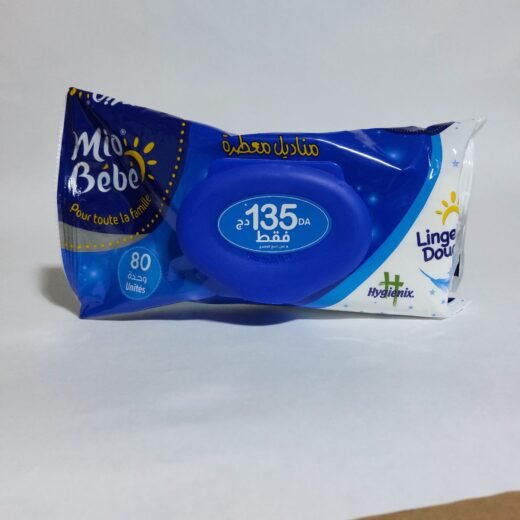 Mio
Bébé
Pour toute la famille
80
وحدة
Unités
مناديل معطرة
135 DA دج
فقط
Linge
Dou
Hygienix